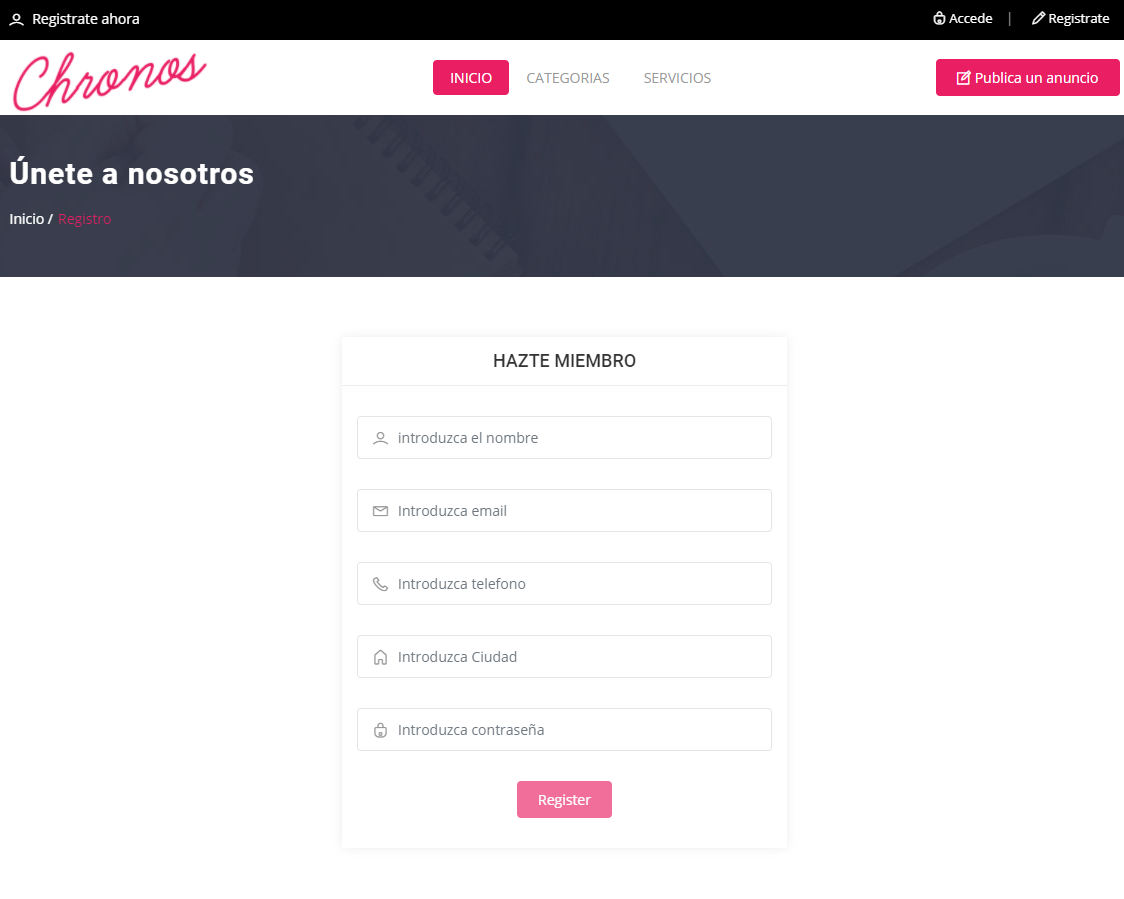 Registrate ahora
Accede | Registrate
Chronos
INICIO CATEGORIAS SERVICIOS
Publica un anuncio
Únete a nosotros
Inicio / Registro
HAZTE MIEMBRO
introduzca el nombre
Introduzca email
Introduzca telefono
Introduzca Ciudad
Introduzca contraseña
Register